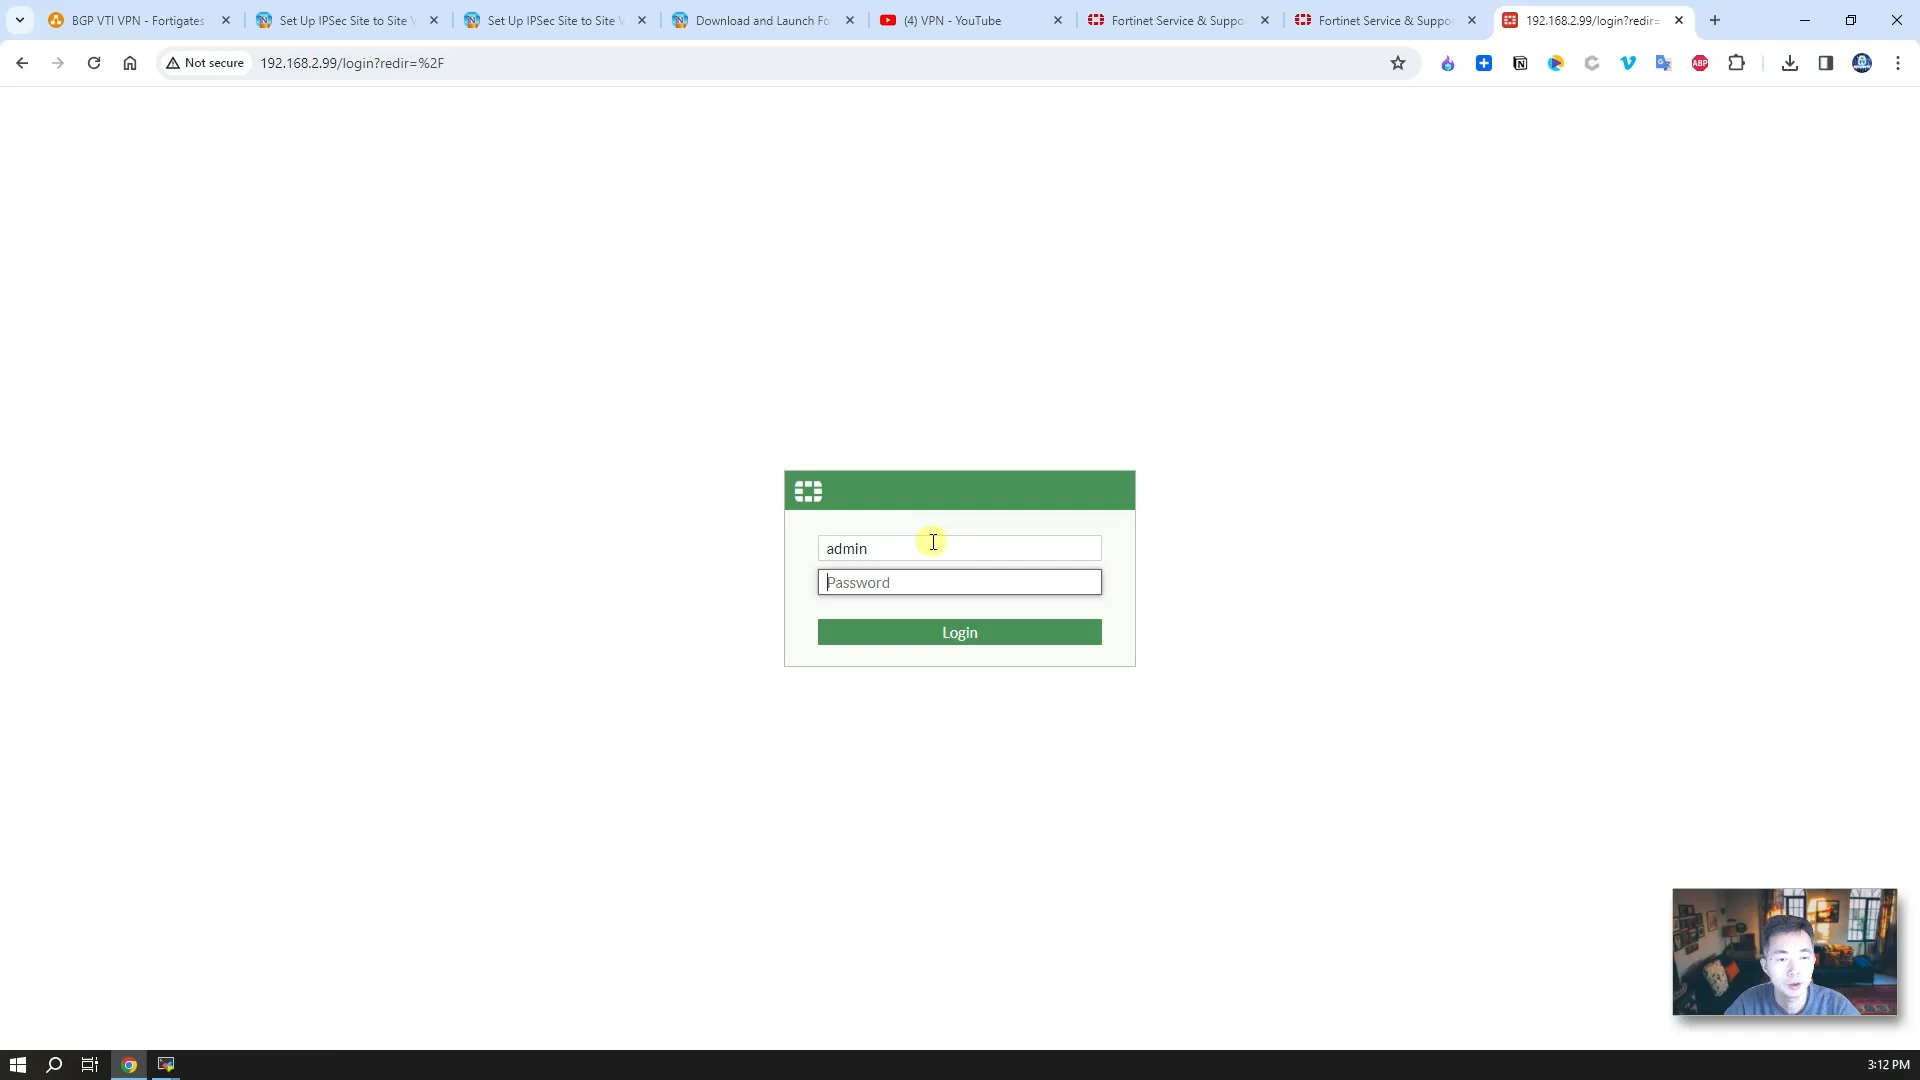 BGP VTI VPN - Fortigates
Set Up IPSec Site to Site V
Set Up IPSec Site to Site V
Download and Launch Fo
(4) VPN - YouTube
Fortinet Service & Suppo
Fortinet Service & Suppo
192.168.2.99/login?redir=
Not secure
192.168.2.99/login?redir=%2F
ABP
admin
Password
Login
3:12 PM